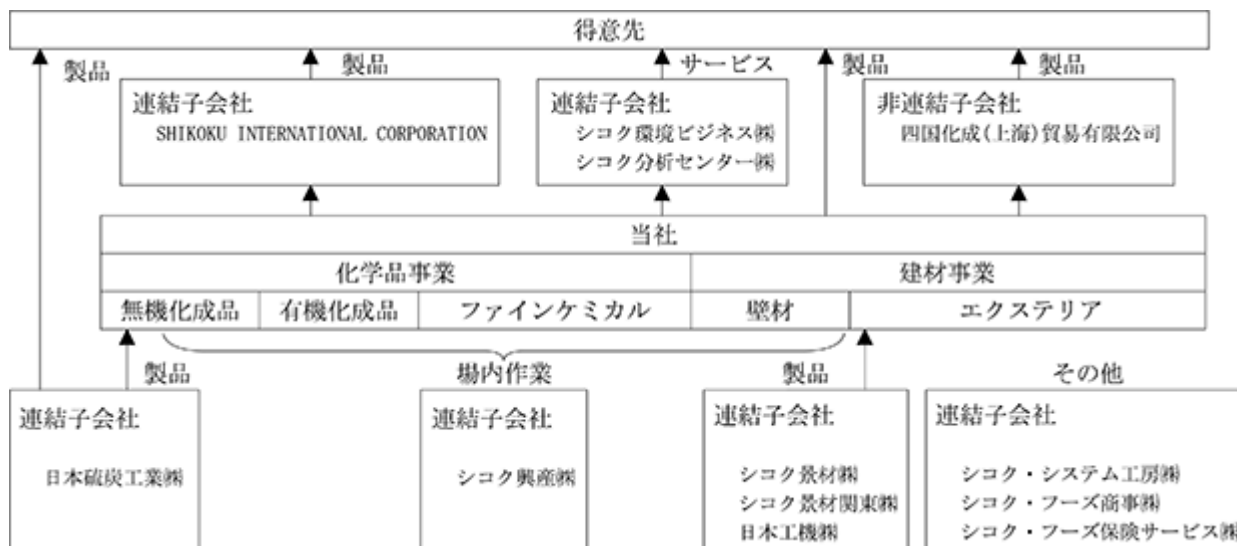 得意先
製品
製品
サービス
製品
製品
連結子会社
SHIKOKU INTERNATIONAL CORPORATION
連結子会社
シコク環境ビジネス㈱
シコク分析センター㈱
非連結子会社
四国化成(上海)貿易有限公司
当社
化学品事業
建材事業
無機化成品
有機化成品
ファインケミカル
壁材
エクステリア
製品
場内作業
製品
その他
連結子会社
日本硫炭工業㈱
連結子会社
シコク興産㈱
連結子会社
シコク景材㈱
シコク景材関東㈱
日本工機㈱
連結子会社
シコク・システム工房㈱
シコク・フーズ商事㈱
シコク・フーズ保険サービス㈱